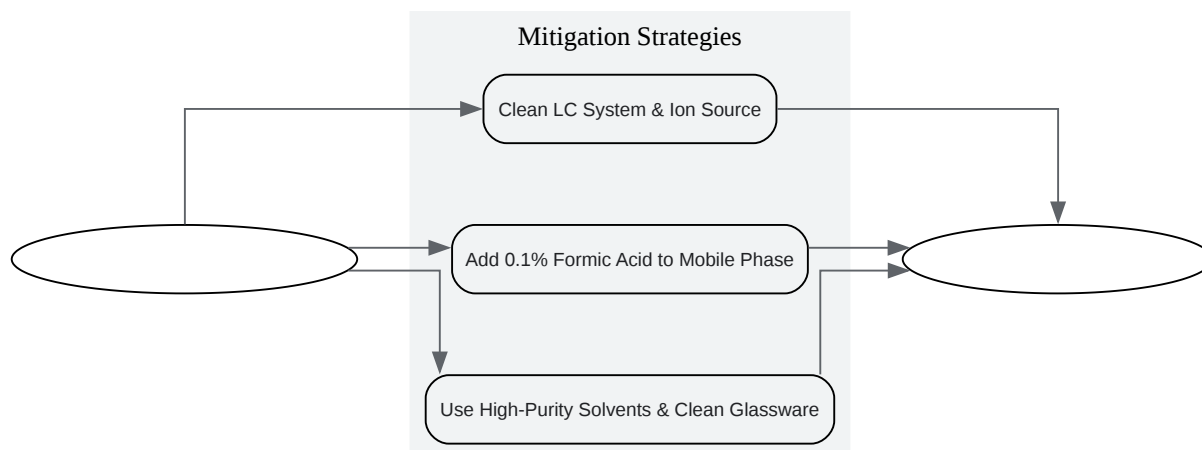 Mitigation Strategies
Clean LC System & Ion Source
Add 0.1% Formic Acid to Mobile Phase
Use High-Purity Solvents & Clean Glassware